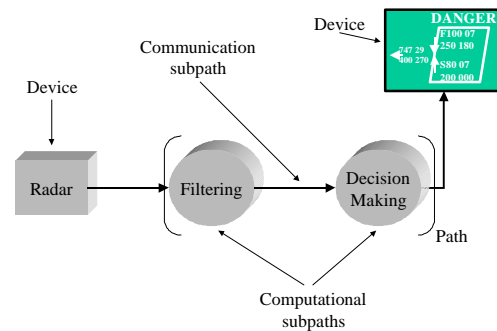 Device
DANGER
F100 07
250 180
747 29
400 270
S80 07
200 000
Communication
subpath
Device
Radar
Filtering
Decision
Making
Path
Computational
subpaths